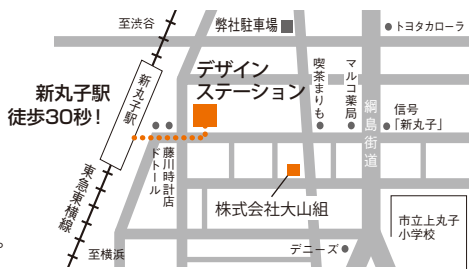 至渋谷
弊社駐車場
トヨタカローラ
新丸子駅
徒歩30秒！
新丸子駅
デザイン
ステーション
喫茶まりも
マルコ薬局
綱島街道
信号
「新丸子」
藤川時計店
ドトール
東急東横線
株式会社大山組
市立上丸子
小学校
デニーズ
至横浜
。